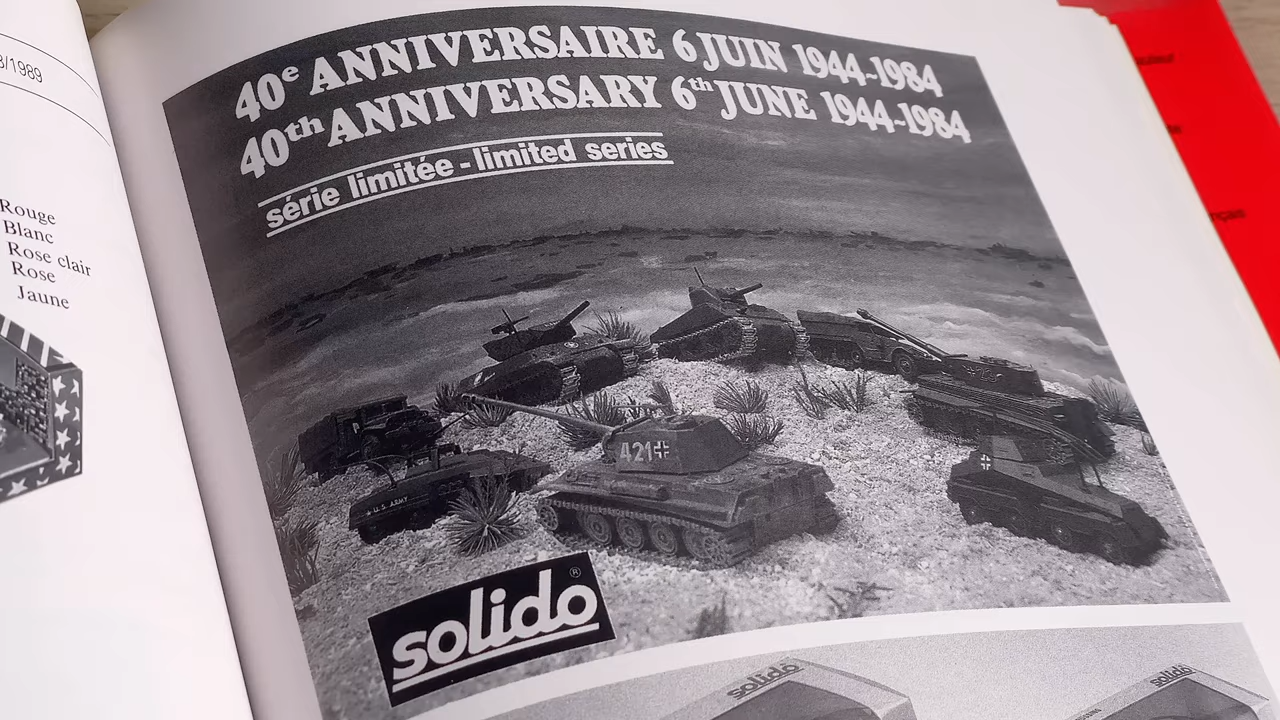 3/1989
Rouge
Blanc
Rose clair
Rose
Jaune
40e ANNIVERSAIRE 6 JUIN 1944-1984
40th ANNIVERSARY 6th JUNE 1944-1984
série limitée - limited series
421
U.S. ARMY
solido®
solido
solido